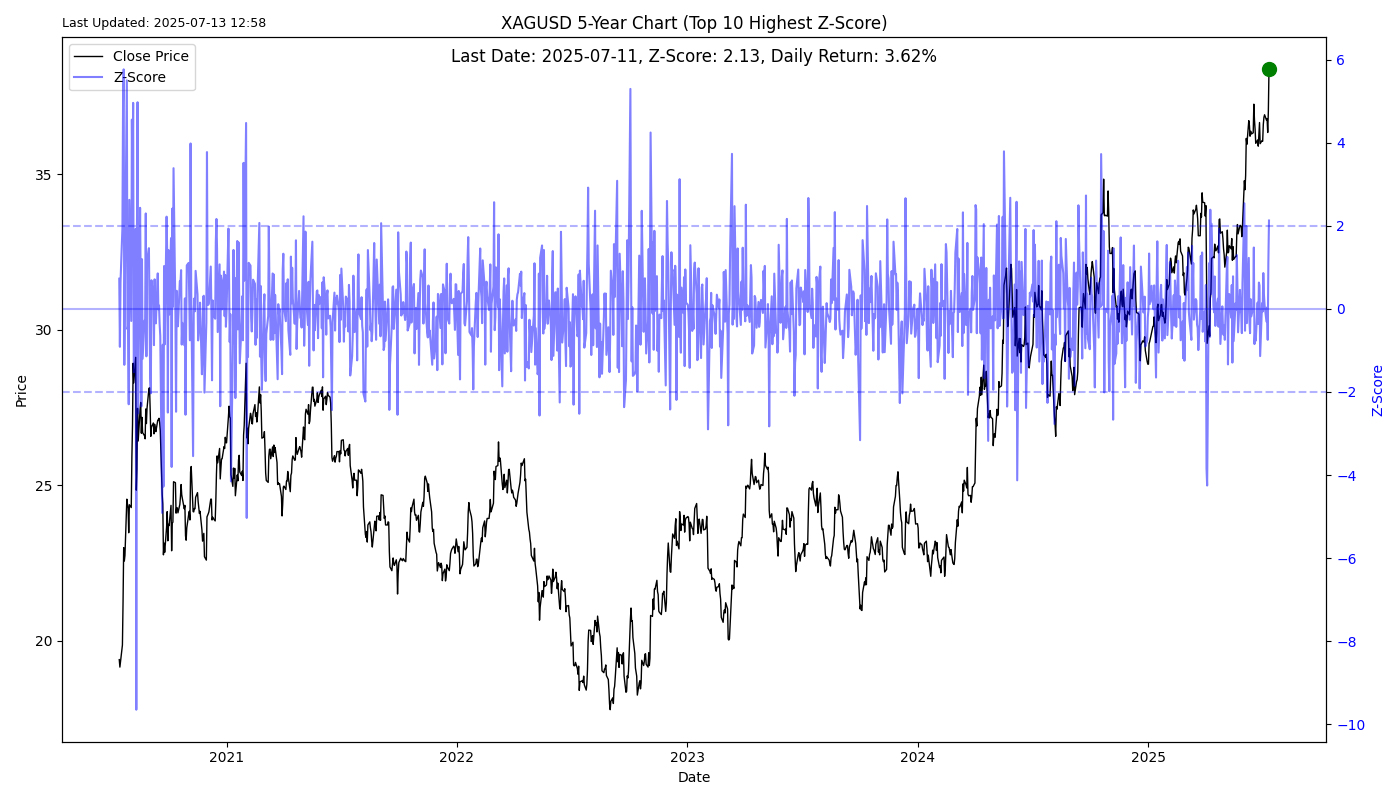 Last Updated: 2025-07-13 12:58
XAGUSD 5-Year Chart (Top 10 Highest Z-Score)
Last Date: 2025-07-11, Z-Score: 2.13, Daily Return: 3.62%
Close Price
Z-Score
Price
35
30
25
20
6
4
2
0
−2
−4
−6
−8
−10
Z-Score
2021
2022
2023
2024
2025
Date